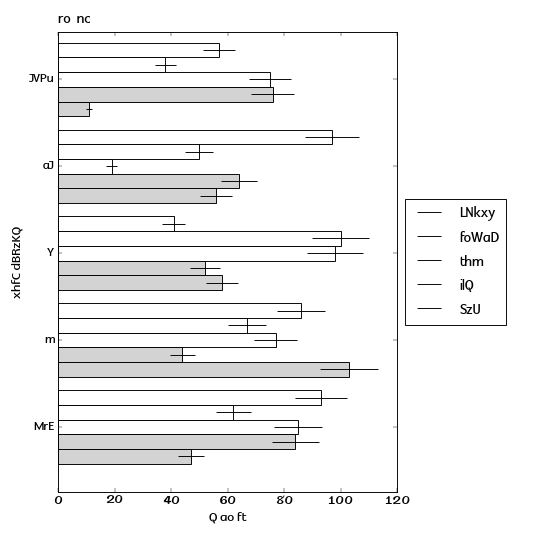 ro nc
JVPu
aJ
Y
m
MrE
xhfC dBRzKQ
0 20 40 60 80 100 120
Q ao ft
LNkxy
foWaD
thm
ilQ
SzU